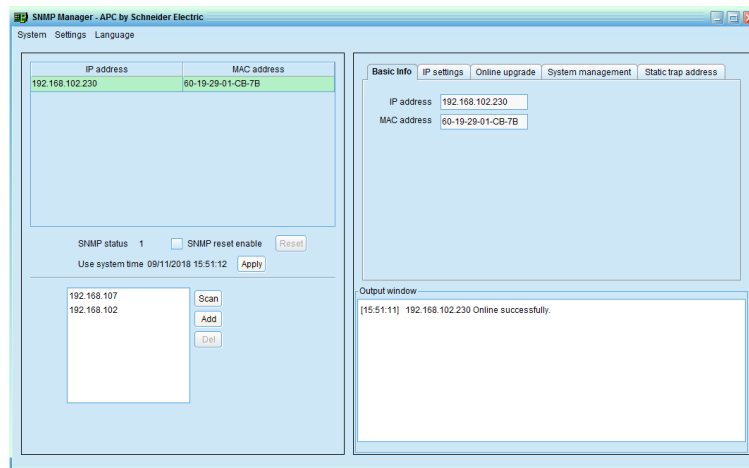 SNMP Manager - APC by Schneider Electric
System Settings Language
IP address MAC address
192.168.102.230 60-19-29-01-CB-7B
SNMP status 1 SNMP reset enable Reset
Use system time 09/11/2018 15:51:12 Apply
192.168.107
192.168.102
Scan
Add
Del
Basic Info IP settings Online upgrade System management Static trap address
IP address 192.168.102.230
MAC address 60-19-29-01-CB-7B
Output window
[15:51:11] 192.168.102.230 Online successfully.